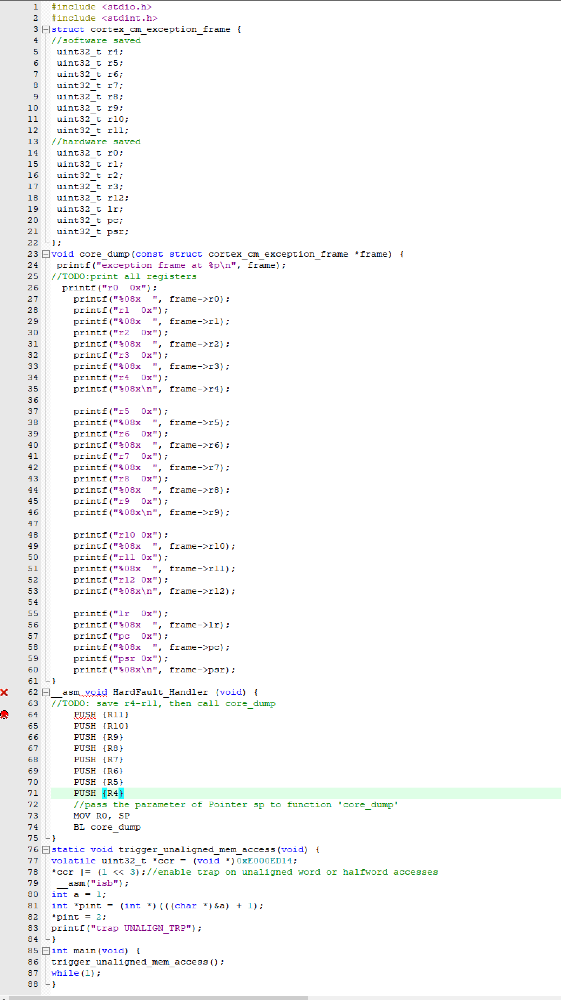 1 #include <stdio.h>
2 #include <stdint.h>
3 struct cortex_cm_exception_frame {
4 //software saved
5 uint32_t r4;
6 uint32_t r5;
7 uint32_t r6;
8 uint32_t r7;
9 uint32_t r8;
10 uint32_t r9;
11 uint32_t r10;
12 uint32_t r11;
13 //hardware saved
14 uint32_t r0;
15 uint32_t r1;
16 uint32_t r2;
17 uint32_t r3;
18 uint32_t r12;
19 uint32_t lr;
20 uint32_t pc;
21 uint32_t psr;
22 };
23 void core_dump(const struct cortex_cm_exception_frame *frame) {
24 printf("exception frame at %p\n", frame);
25 //TODO:print all registers
26 printf("r0  0x");
27 printf("%08x  ", frame->r0);
28 printf("r1  0x");
29 printf("%08x  ", frame->r1);
30 printf("r2  0x");
31 printf("%08x  ", frame->r2);
32 printf("r3  0x");
33 printf("%08x  ", frame->r3);
34 printf("r4  0x");
35 printf("%08x\n", frame->r4);
36
37 printf("r5  0x");
38 printf("%08x  ", frame->r5);
39 printf("r6  0x");
40 printf("%08x  ", frame->r6);
41 printf("r7  0x");
42 printf("%08x  ", frame->r7);
43 printf("r8  0x");
44 printf("%08x  ", frame->r8);
45 printf("r9  0x");
46 printf("%08x\n", frame->r9);
47
48 printf("r10 0x");
49 printf("%08x  ", frame->r10);
50 printf("r11 0x");
51 printf("%08x  ", frame->r11);
52 printf("r12 0x");
53 printf("%08x\n", frame->r12);
54
55 printf("lr  0x");
56 printf("%08x  ", frame->lr);
57 printf("pc  0x");
58 printf("%08x  ", frame->pc);
59 printf("psr 0x");
60 printf("%08x\n", frame->psr);
61 }
62 __asm void HardFault_Handler (void) {
63 //TODO: save r4-r11, then call core_dump
64 PUSH {R11}
65 PUSH {R10}
66 PUSH {R9}
67 PUSH {R8}
68 PUSH {R7}
69 PUSH {R6}
70 PUSH {R5}
71 PUSH {R4}
72 //pass the parameter of Pointer sp to function 'core_dump'
73 MOV R0, SP
74 BL core_dump
75 }
76 static void trigger_unaligned_mem_access(void) {
77 volatile uint32_t *ccr = (void *)0xE000ED14;
78 *ccr |= (1 << 3);//enable trap on unaligned word or halfword accesses
79 __asm("isb");
80 int a = 1;
81 int *pint = (int *)(((char *)&a) + 1);
82 *pint = 2;
83 printf("trap UNALIGN_TRP");
84 }
85 int main(void) {
86 trigger_unaligned_mem_access();
87 while(1);
88 }